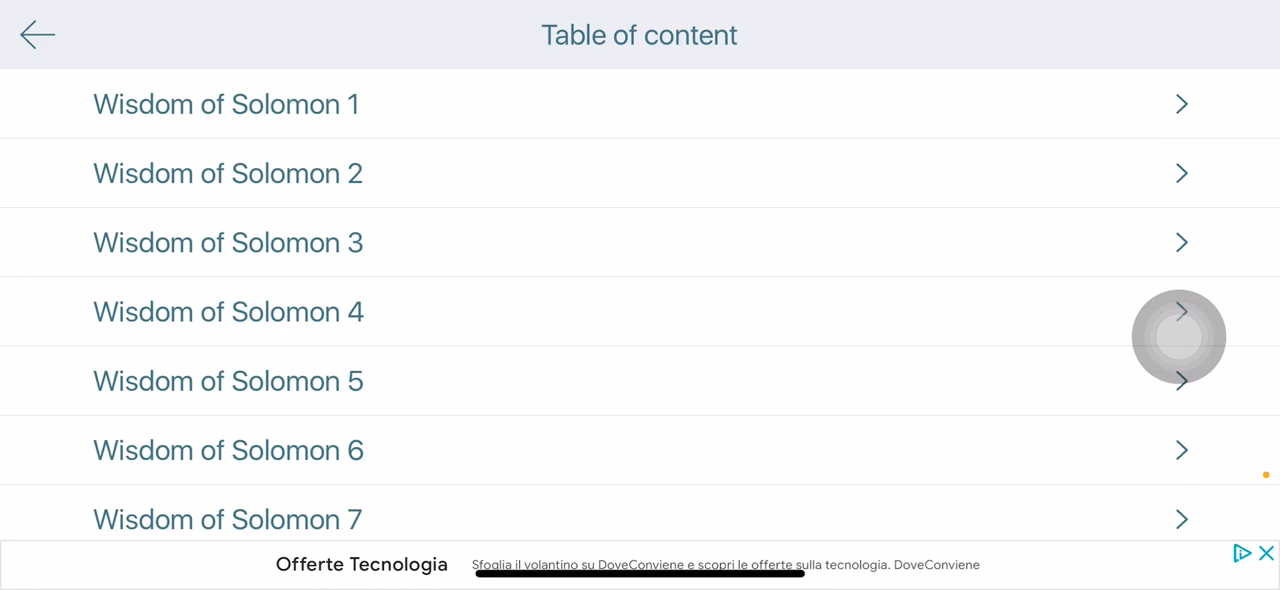 Table of content
Wisdom of Solomon 1
Wisdom of Solomon 2
Wisdom of Solomon 3
Wisdom of Solomon 4
Wisdom of Solomon 5
Wisdom of Solomon 6
Wisdom of Solomon 7
Offerte Tecnologia Sfoglia il volantino su DoveConviene e scopri le offerte sulla tecnologia. DoveConviene